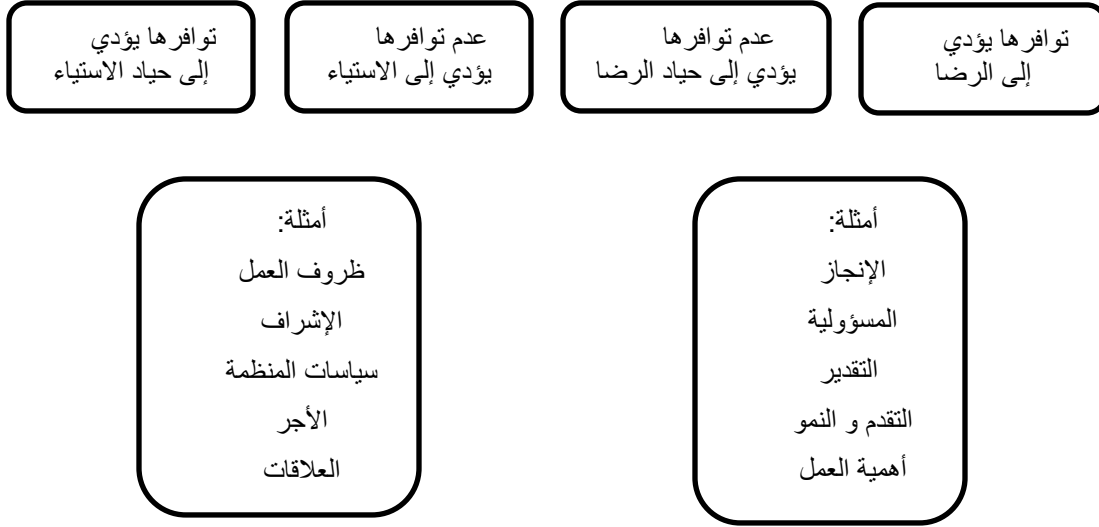 توافرها يؤدي
إلى الرضا
عدم توافرها
يؤدي إلى حياد الرضا
عدم توافرها
يؤدي إلى الاستياء
توافرها يؤدي
إلى حياد الاستياء
أمثلة:
الإنجاز
المسؤولية
التقدير
التقدم و النمو
أهمية العمل
أمثلة:
ظروف العمل
الإشراف
سياسات المنظمة
الأجر
العلاقات